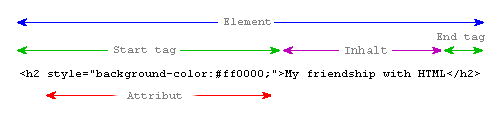 Element
End tag
Start tag Inhalt
<h2 style="background-color:#ff0000;">My friendship with HTML</h2>
Attribut